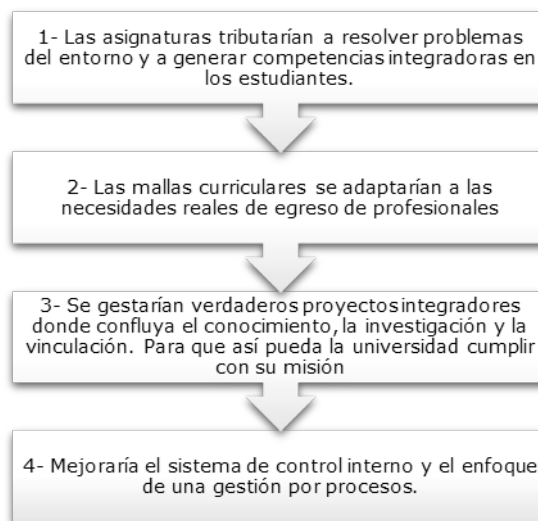 1- Las asignaturas tributarían a resolver problemas
del entorno y a generar competencias integradoras en
los estudiantes.
2- Las mallas curriculares se adaptarían a las
necesidades reales de egreso de profesionales
3- Se gestarían verdaderos proyectos integradores
donde confluya el conocimiento, la investigación y la
vinculación. Para que así pueda la universidad cumplir
con su misión
4- Mejoraría el sistema de control interno y el enfoque
de una gestión por procesos.